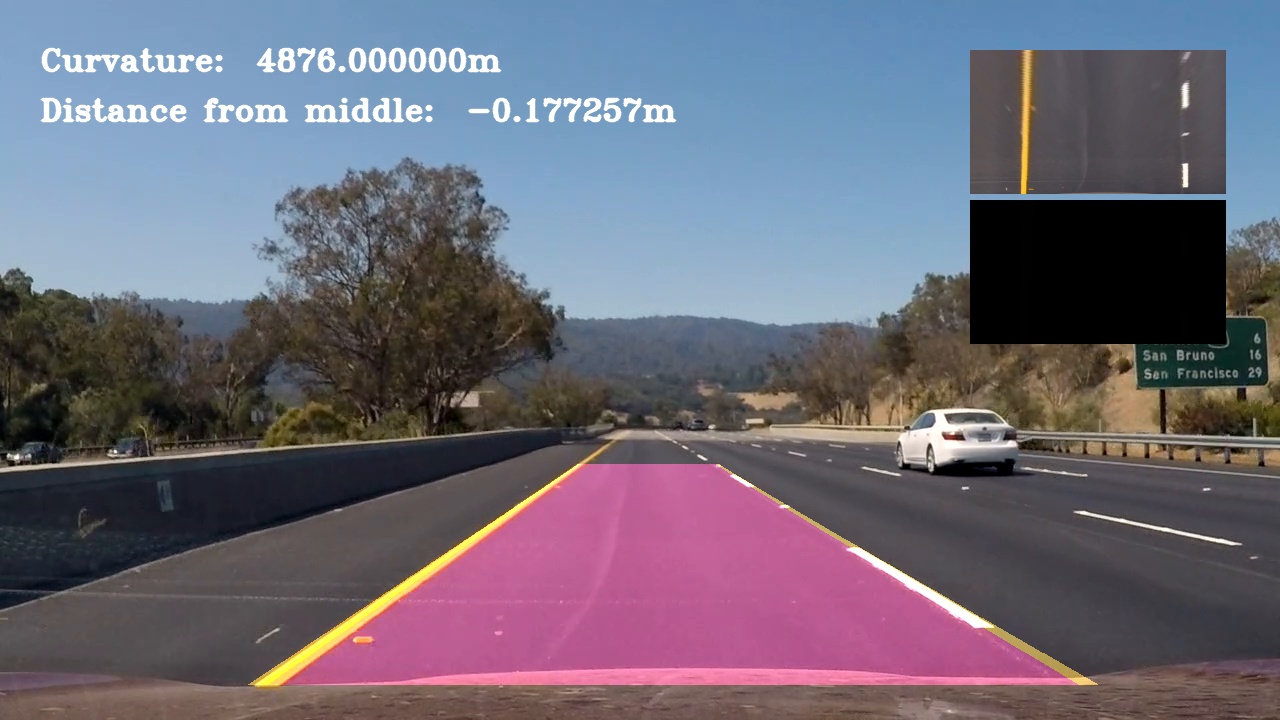 Curvature: 4876.000000m
Distance from middle: -0.177257m
6
San Bruno 16
San Francisco 29